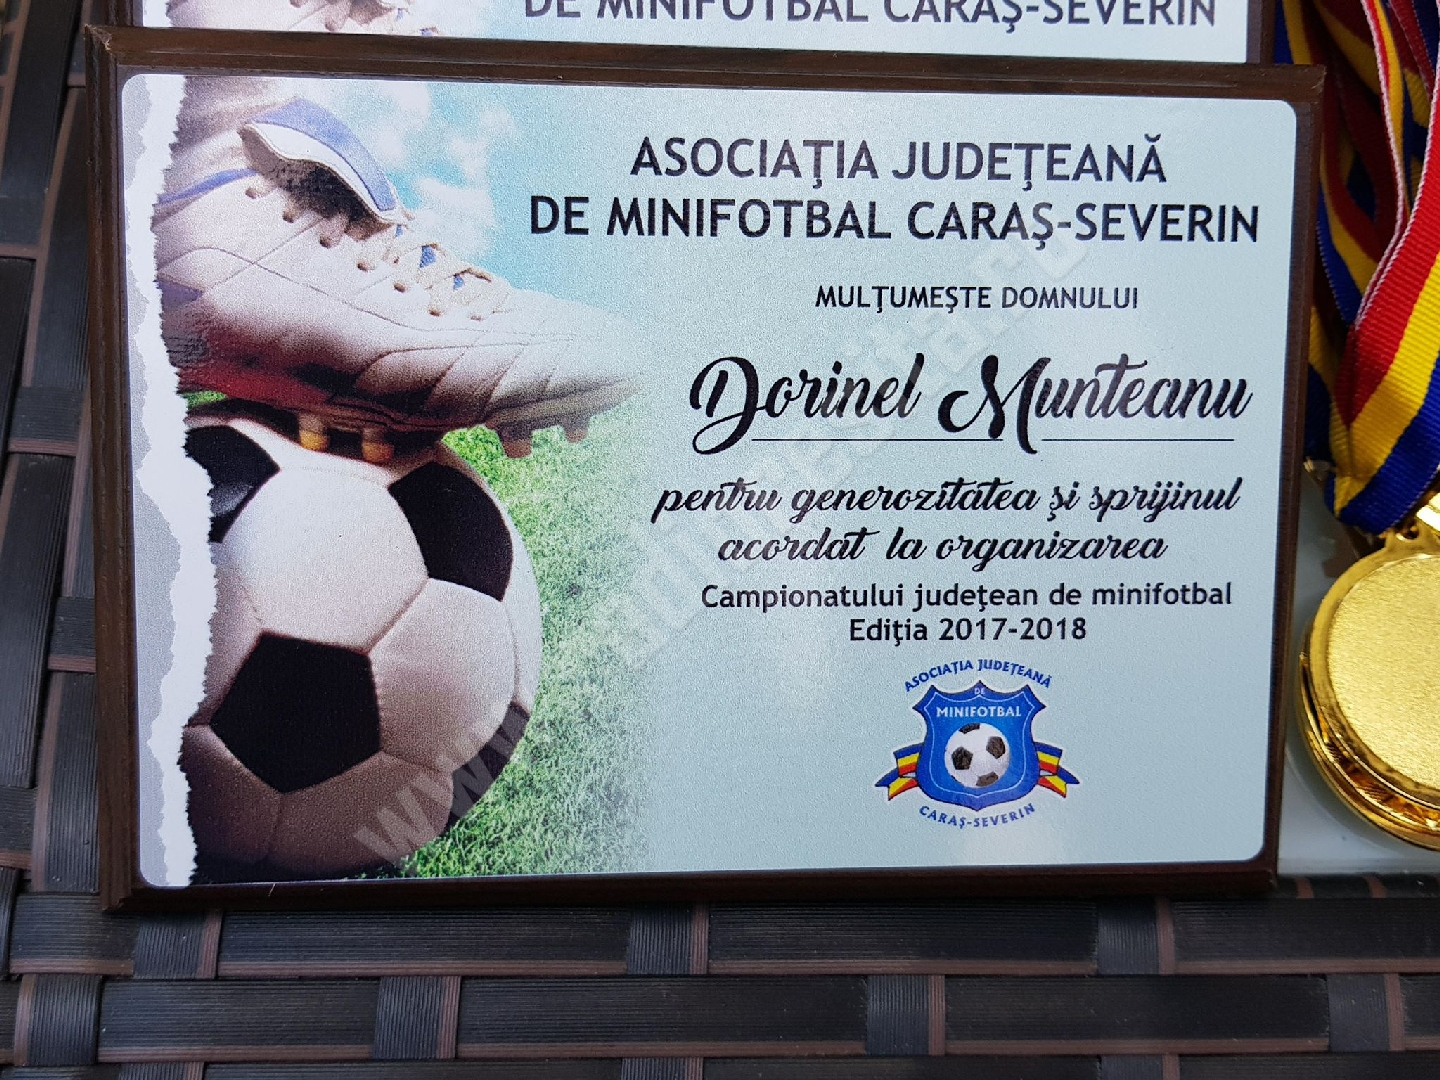 DE MINIFOTBAL CARAŞ-SEVERIN
ASOCIAŢIA JUDEŢEANĂ
DE MINIFOTBAL CARAŞ-SEVERIN
MULŢUMEŞTE DOMNULUI
Dorinel Munteanu
pentru generozitatea şi sprijinul
acordat la organizarea
Campionatului judeţean de minifotbal
Ediţia 2017-2018
ASOCIAŢIA JUDEŢEANĂ
DE
MINIFOTBAL
CARAŞ-SEVERIN